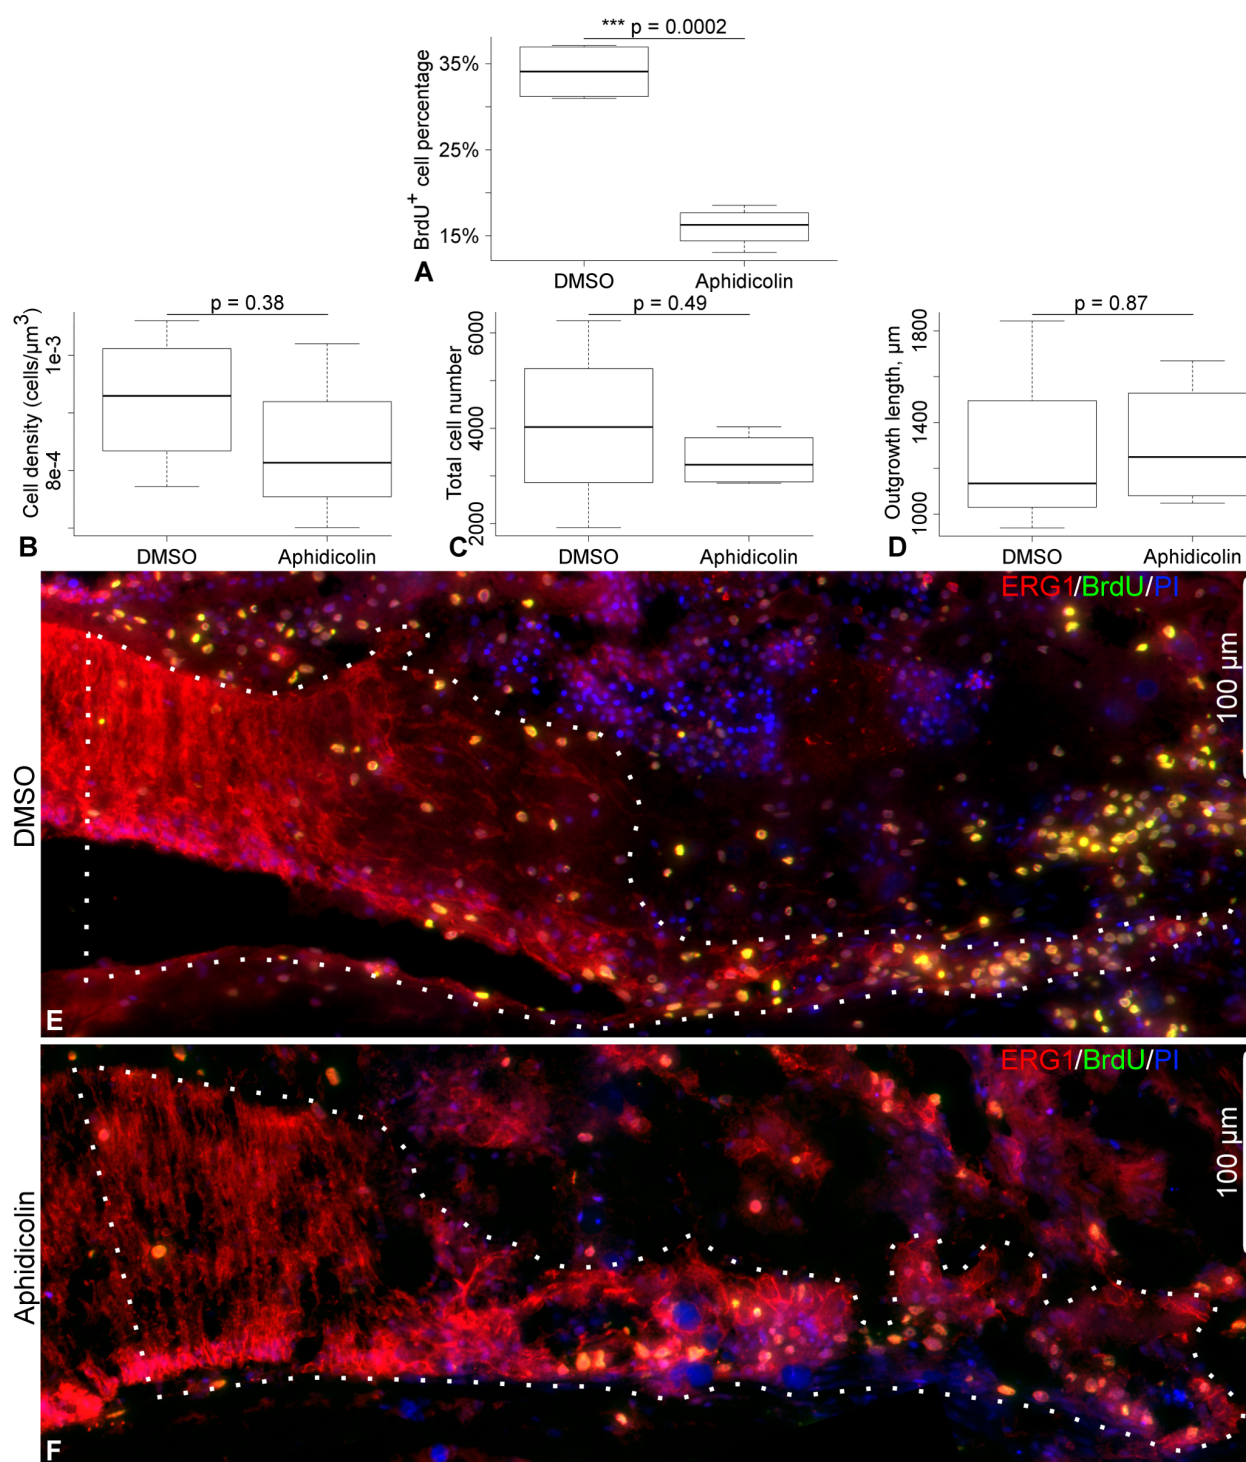 *** p = 0.0002
BrdU+ cell percentage
35%
25%
15%
A
DMSO
Aphidicolin
p = 0.38
Cell density (cells/µm3)
1e-3
8e-4
B
DMSO
Aphidicolin
p = 0.49
Total cell number
6000
4000
2000
C
DMSO
Aphidicolin
p = 0.87
Outgrowth length, µm
1800
1400
1000
D
DMSO
Aphidicolin
ERG1/BrdU/PI
100 µm
DMSO
E
ERG1/BrdU/PI
100 µm
Aphidicolin
F